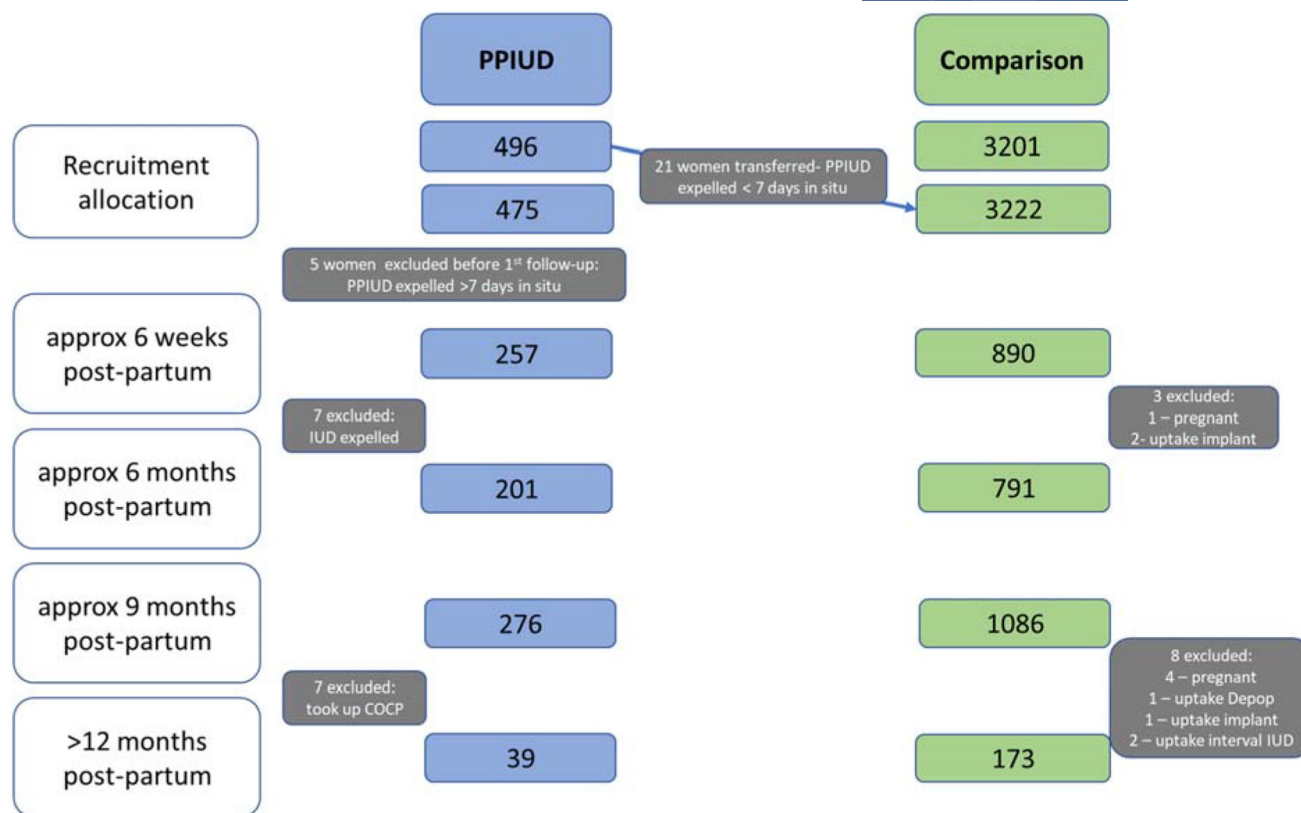 PPIUD
Comparison
Recruitment
allocation
496
3201
21 women transferred- PPIUD
expelled < 7 days in situ
475
3222
5 women excluded before 1st follow-up:
PPIUD expelled >7 days in situ
approx 6 weeks
post-partum
257
890
7 excluded:
IUD expelled
3 excluded:
1 – pregnant
2- uptake implant
approx 6 months
post-partum
201
791
approx 9 months
post-partum
276
1086
7 excluded:
took up COCP
8 excluded:
4 – pregnant
1 – uptake Depop
1 – uptake implant
2 – uptake interval IUD
>12 months
post-partum
39
173